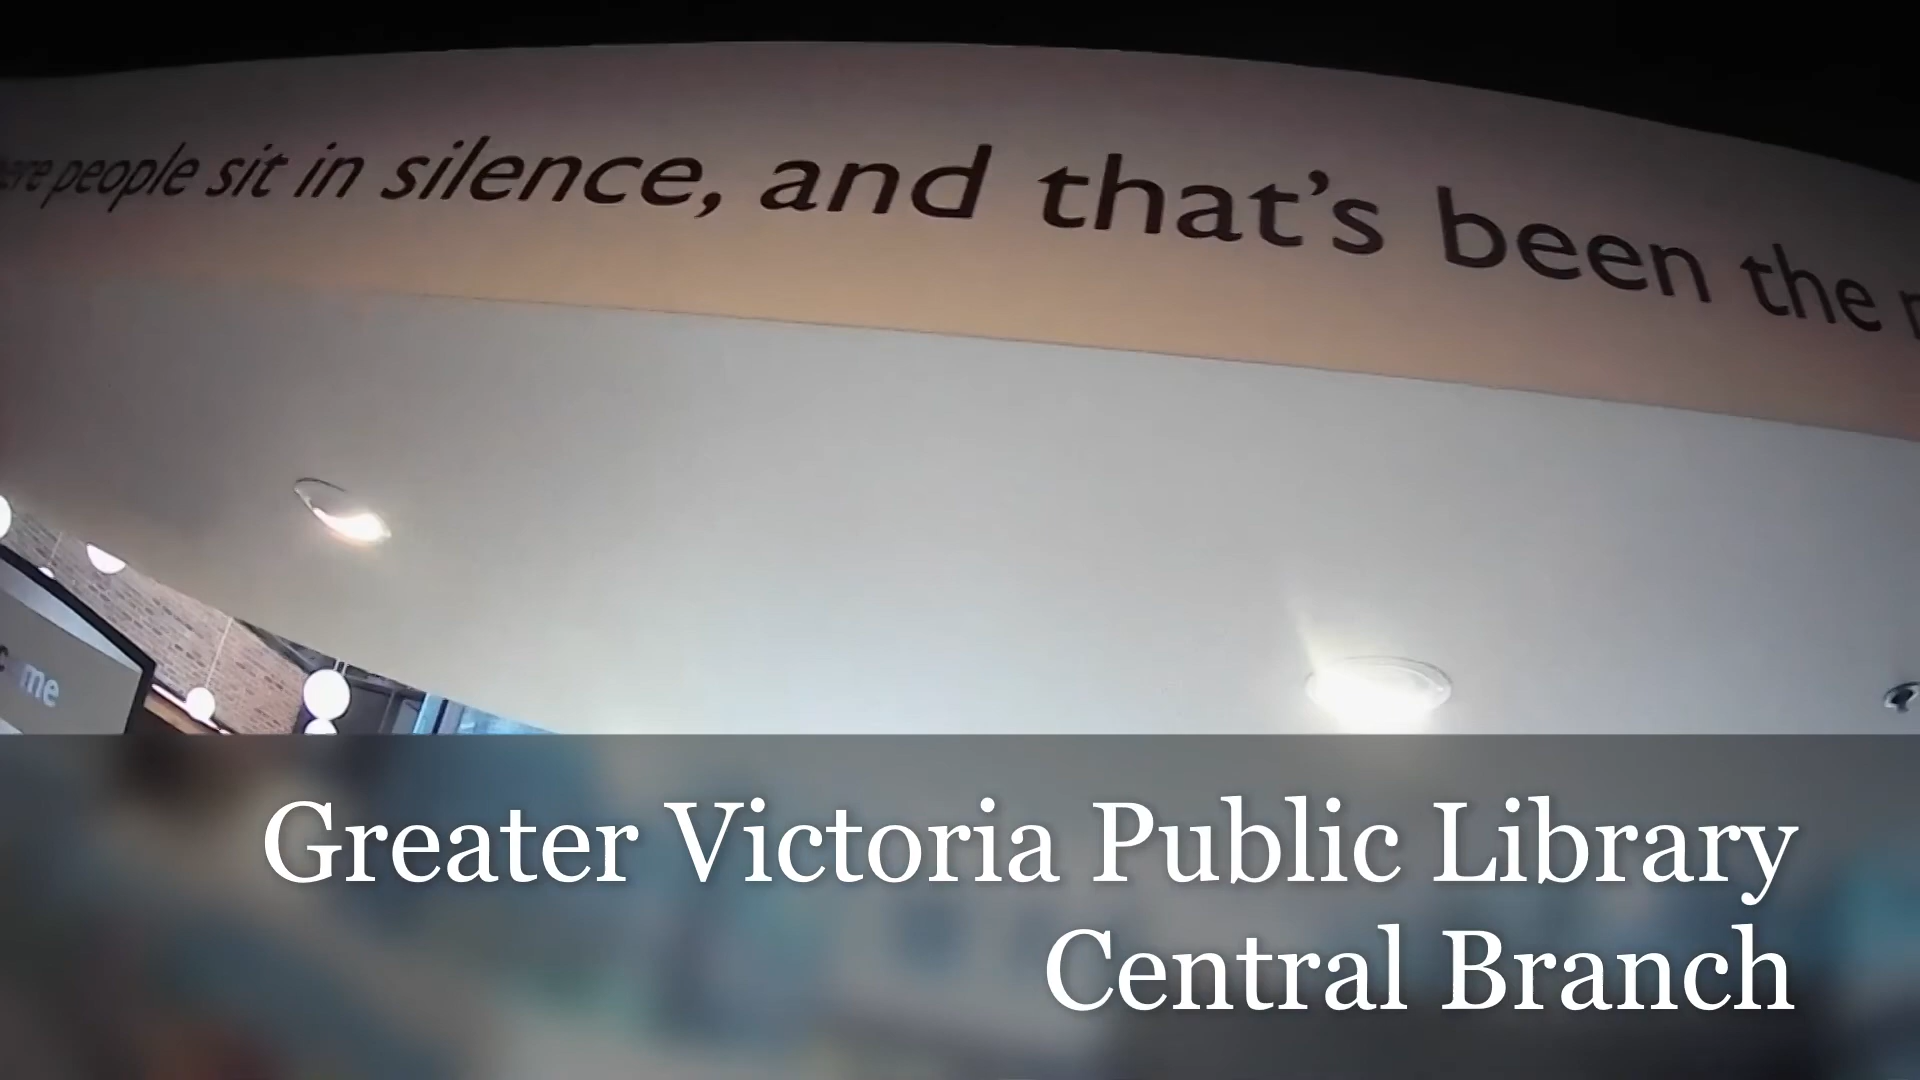 people sit in silence, and that's been the
me
Greater Victoria Public Library
Central Branch